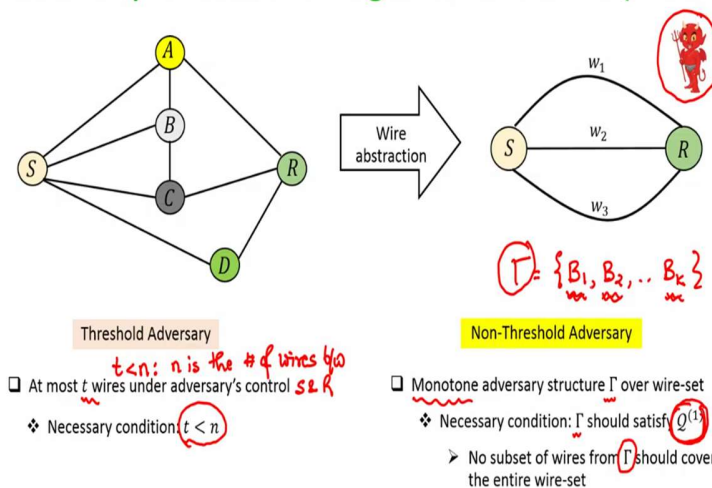 A
B
S
C
R
D
Wire
abstraction
w₁
S
w₂
R
w₃
Γ = {B₁, B₂, .. Bₖ}
Threshold Adversary
t<n: n is the # of wires b/w
❑ At most t wires under adversary's control S & R
❖ Necessary condition: t < n
Non-Threshold Adversary
❑ Monotone adversary structure Γ over wire-set
❖ Necessary condition: Γ should satisfy Q⁽¹⁾
➢ No subset of wires from Γ should cover
the entire wire-set